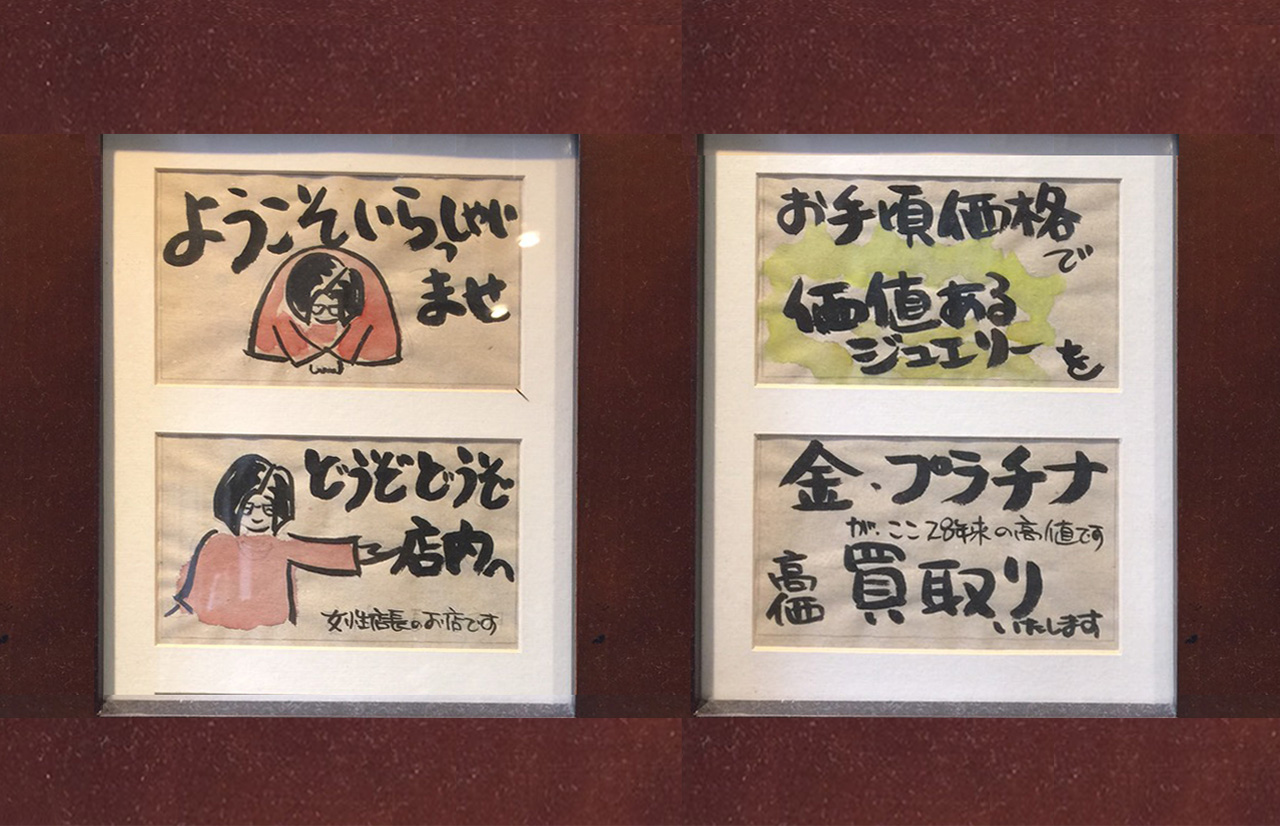 ようこそいらっしゃい
ませ
どうぞどうぞ
店内へ
女性店長のお店です
お手頃価格
で
価値ある
ジュエリーを
金、プラチナ
が、ここ28年来の高値です
高価
買取り
いたします